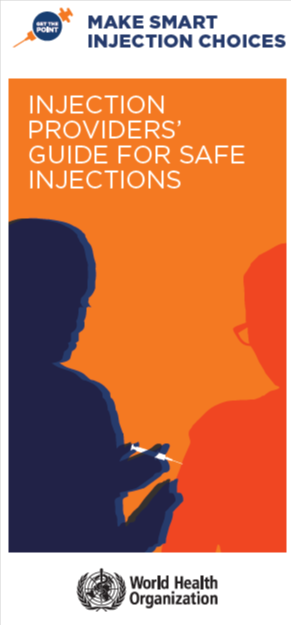 GET THE
POINT
MAKE SMART
INJECTION CHOICES
INJECTION
PROVIDERS’
GUIDE FOR SAFE
INJECTIONS
World Health
Organization